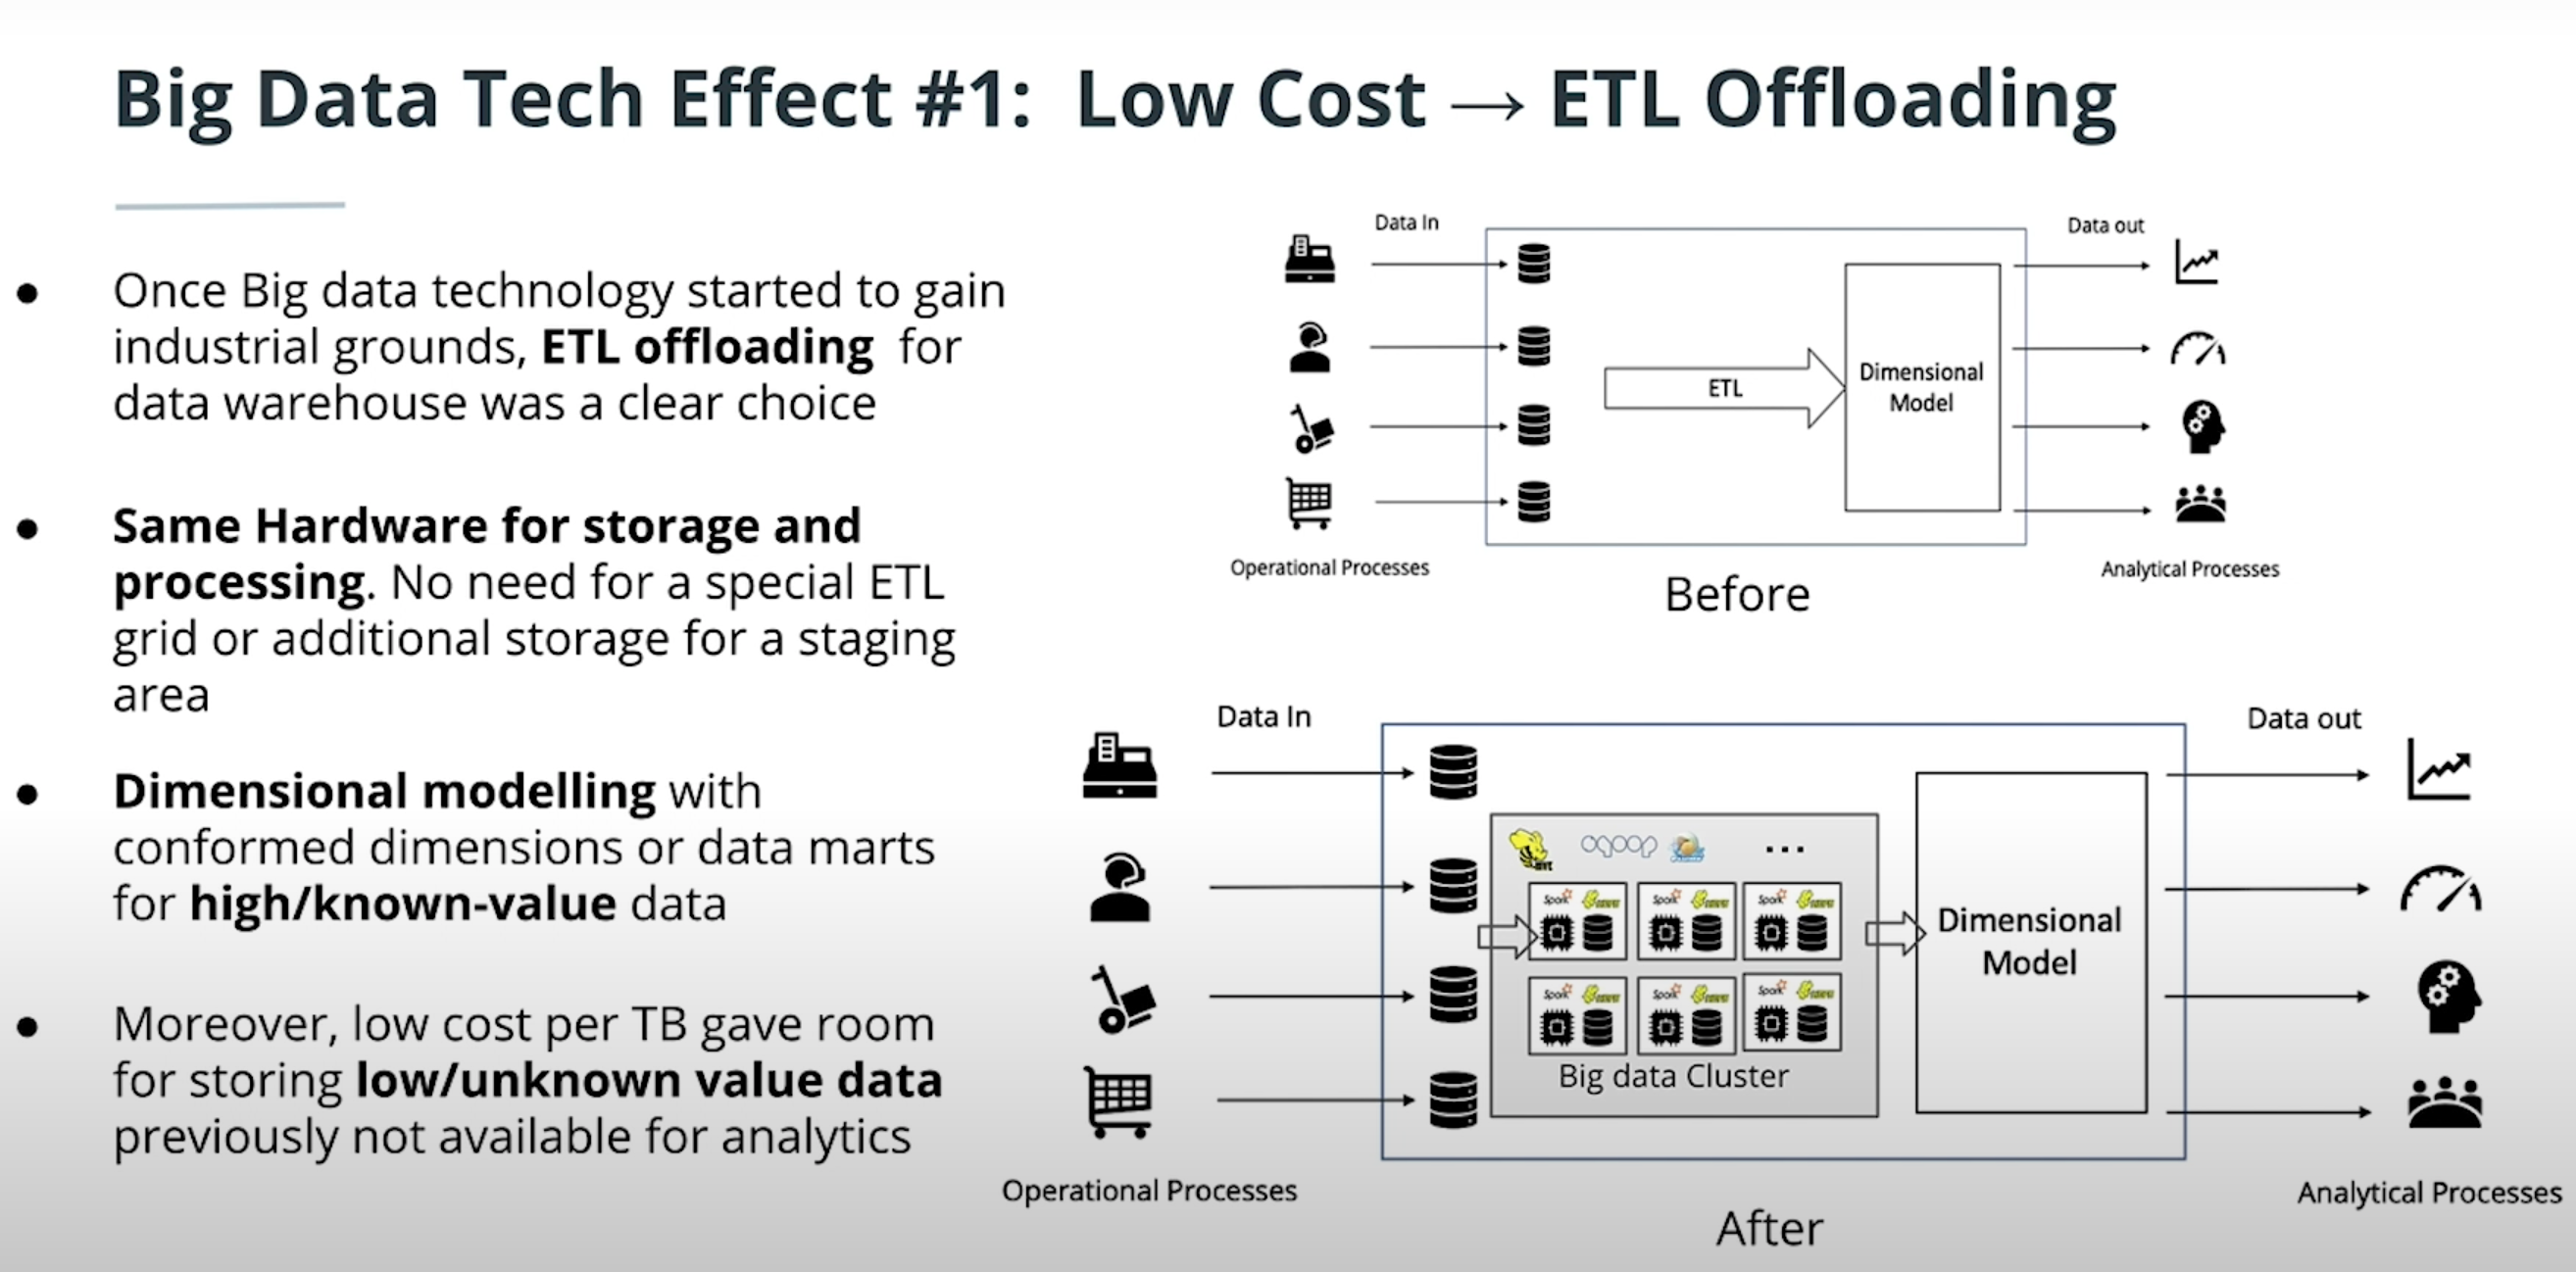 Big Data Tech Effect #1: Low Cost → ETL Offloading
● Once Big data technology started to gain
industrial grounds, ETL offloading for
data warehouse was a clear choice
● Same Hardware for storage and
processing. No need for a special ETL
grid or additional storage for a staging
area
● Dimensional modelling with
conformed dimensions or data marts
for high/known-value data
● Moreover, low cost per TB gave room
for storing low/unknown value data
previously not available for analytics
Data In
Data out
ETL
Dimensional
Model
Operational Processes
Analytical Processes
Before
Data In
Data out
sqoop
...
Spark
Spark
Spark
Spark
Spark
Spark
Big data Cluster
Dimensional
Model
Operational Processes
Analytical Processes
After